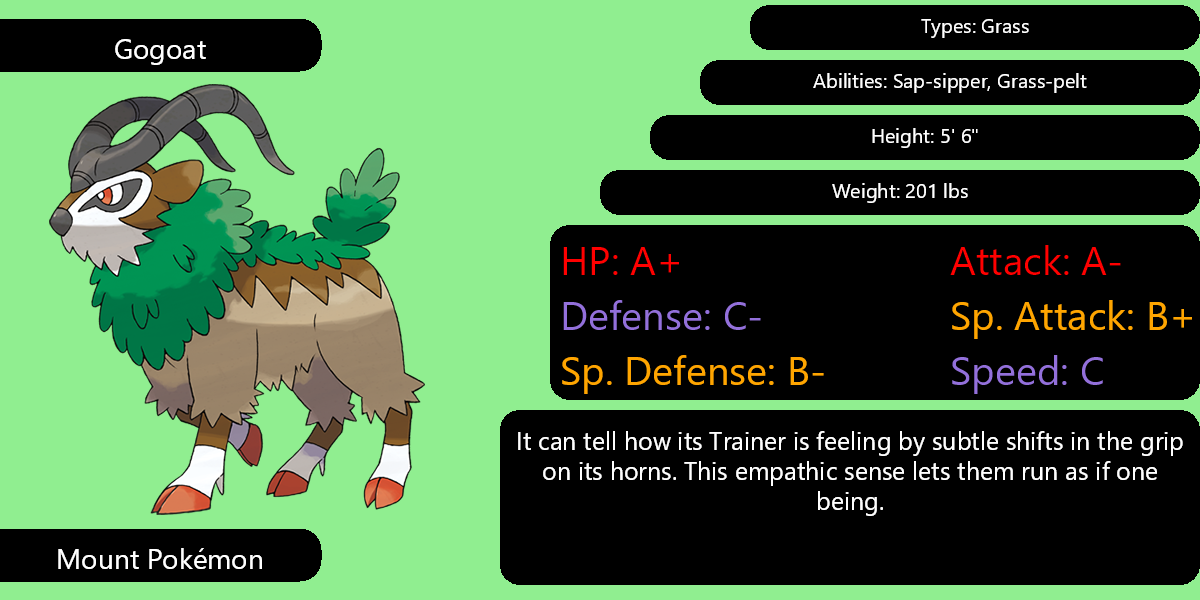 Gogoat
Types: Grass
Abilities: Sap-sipper, Grass-pelt
Height: 5' 6"
Weight: 201 lbs
HP: A+
Attack: A-
Defense: C-
Sp. Attack: B+
Sp. Defense: B-
Speed: C
It can tell how its Trainer is feeling by subtle shifts in the grip
on its horns. This empathic sense lets them run as if one
being.
Mount Pokémon